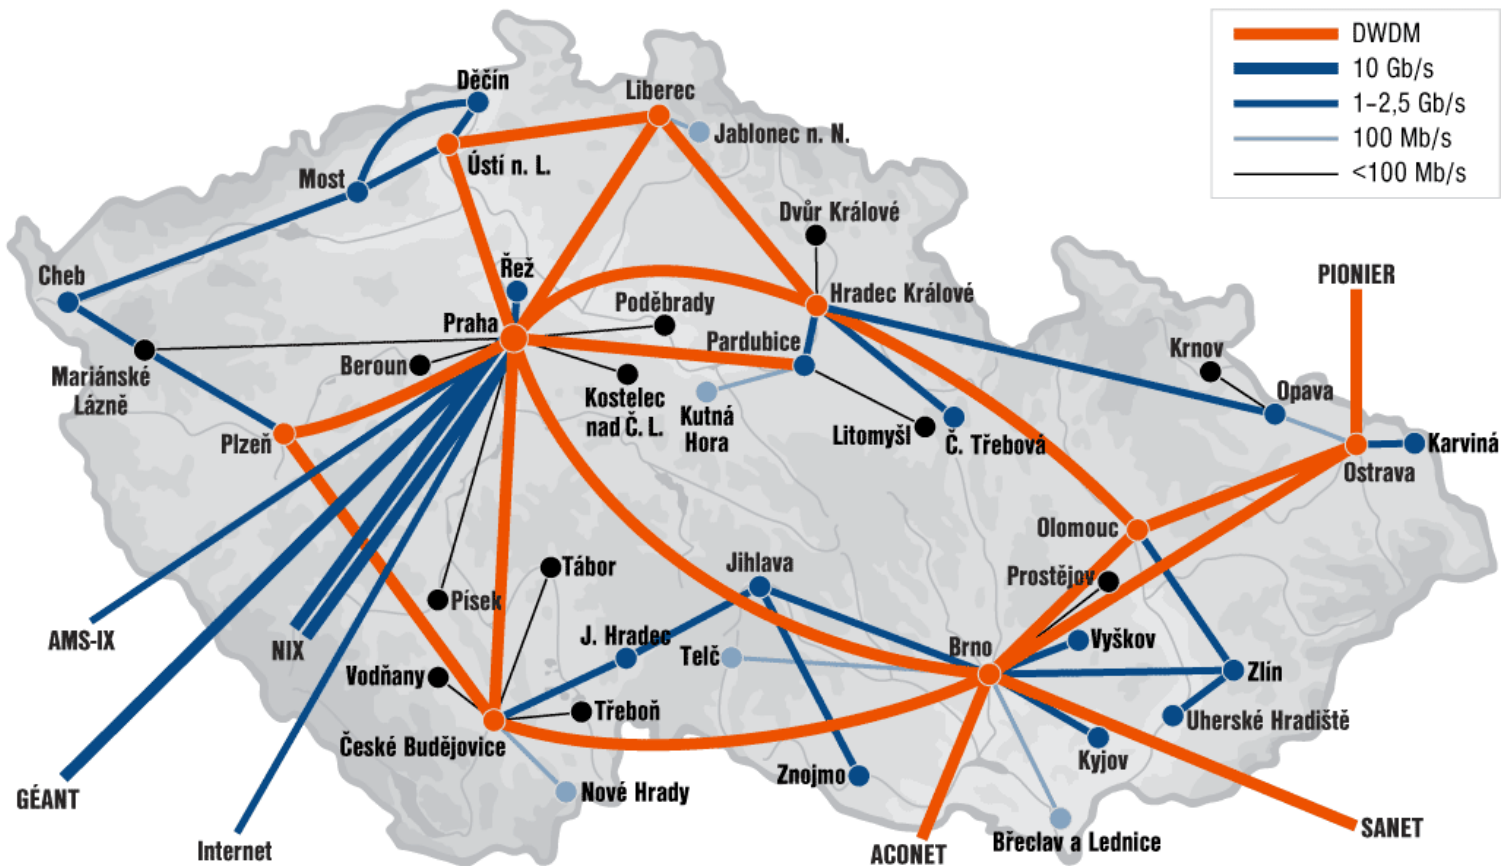 DWDM
10 Gb/s
1–2,5 Gb/s
100 Mb/s
<100 Mb/s
Děčín
Liberec
Jablonec n. N.
Ústí n. L.
Most
Dvůr Králové
Cheb
Řež
PIONIER
Hradec Králové
Poděbrady
Praha
Pardubice
Krnov
Mariánské
Lázně
Beroun
Opava
Kostelec
nad Č. L.
Kutná
Hora
Litomyšl
Č. Třebová
Plzeň
Karviná
Ostrava
Olomouc
Tábor
Jihlava
Prostějov
Písek
AMS-IX
NIX
J. Hradec
Telč
Brno
Vyškov
Vodňany
Zlín
Třeboň
Uherské Hradiště
České Budějovice
Kyjov
Znojmo
Nové Hrady
GÉANT
SANET
Internet
ACONET
Břeclav a Lednice